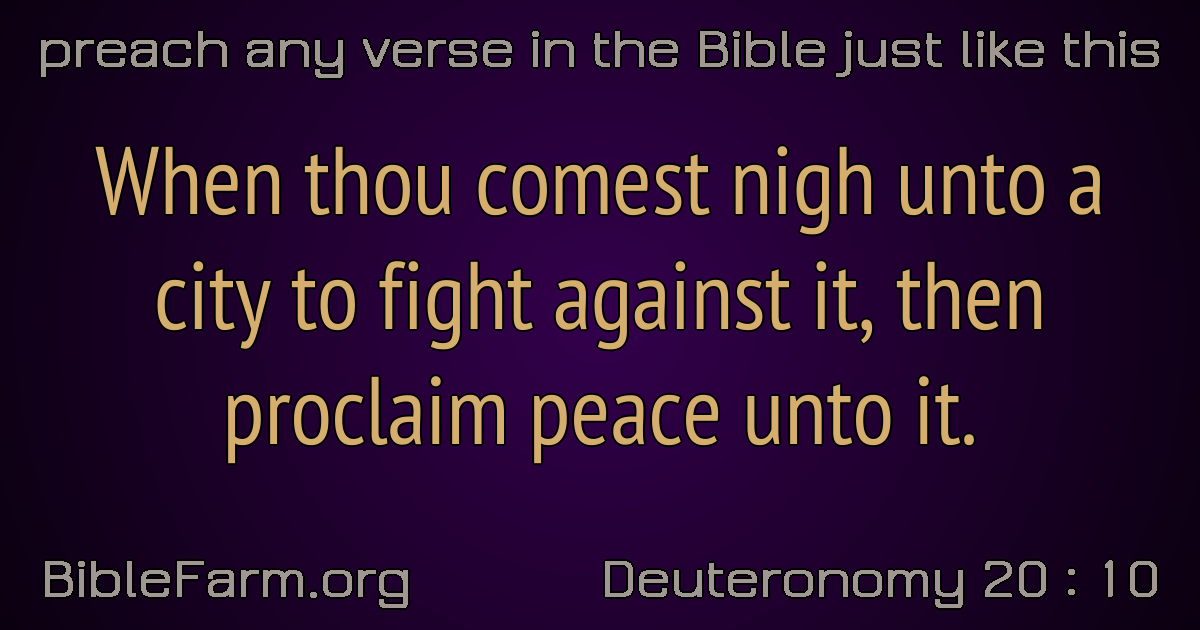 preach any verse in the Bible just like this
When thou comest nigh unto a
city to fight against it, then
proclaim peace unto it.
BibleFarm.org
Deuteronomy 20 : 10